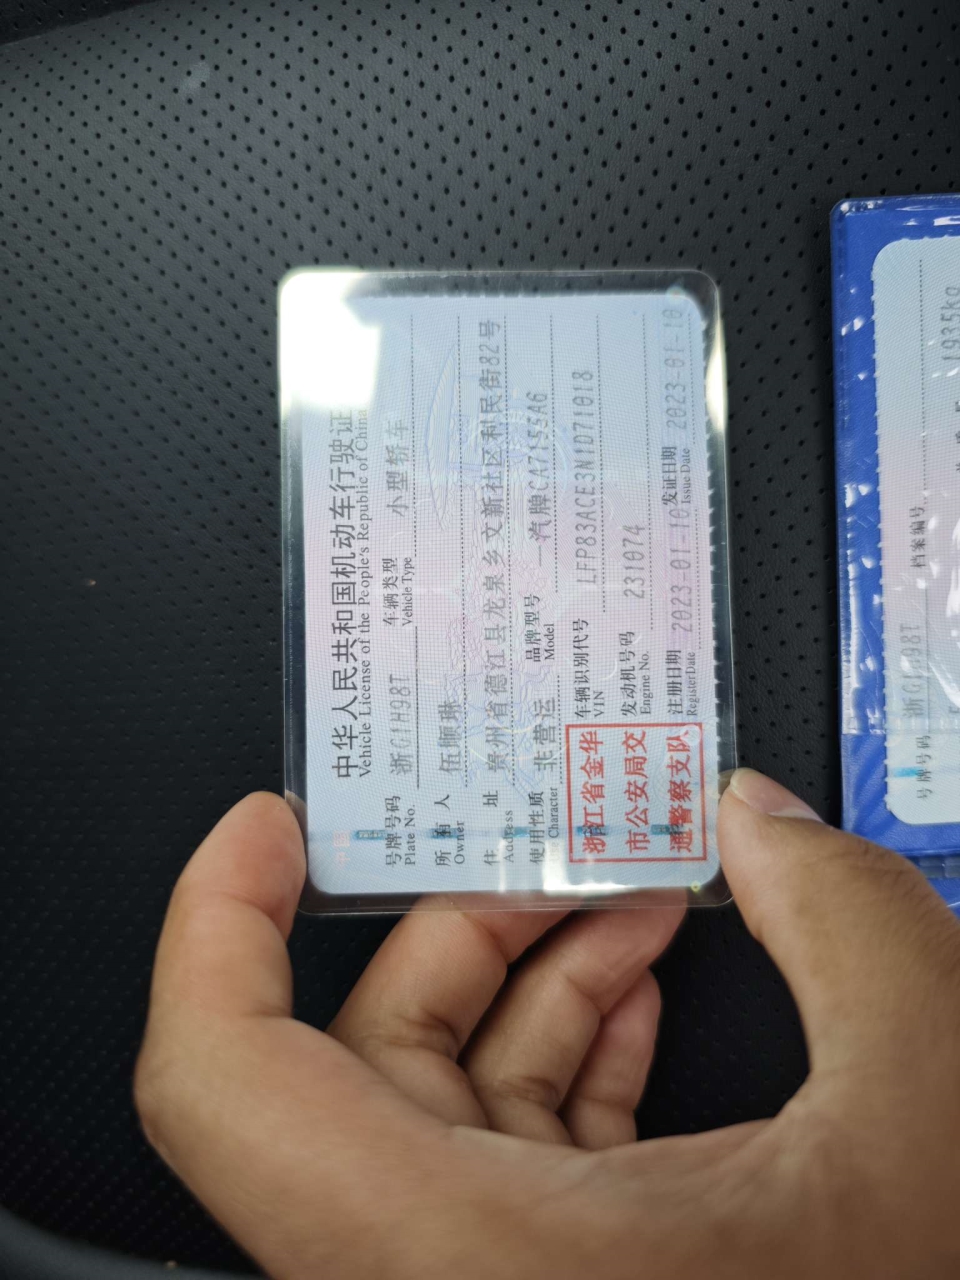 中华人民共和国机动车行驶证
Vehicle License of the People's Republic of China
号牌号码 浙G1H98T 车辆类型 小型轿车
Plate No. Vehicle Type
所有人 伍顺琳
Owner
住址 贵州省德江县龙泉乡文新社区利民街82号
Address
使用性质 非营运 品牌型号 一汽牌CA7155A6
Character Model
浙江省金华
市公安局交
通警察支队
车辆识别代号 LFP83ACE3N1D71018
VIN
发动机号码 231074
Engine No.
注册日期 2023-01-10 发证日期 2023-01-10
Register Date Issue Date
号牌号码 浙G1H98T 档案编号
1935kg